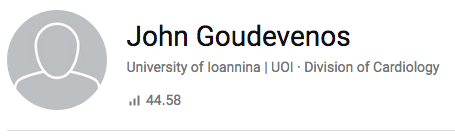 John Goudevenos
University of Ioannina | UOI · Division of Cardiology
44.58